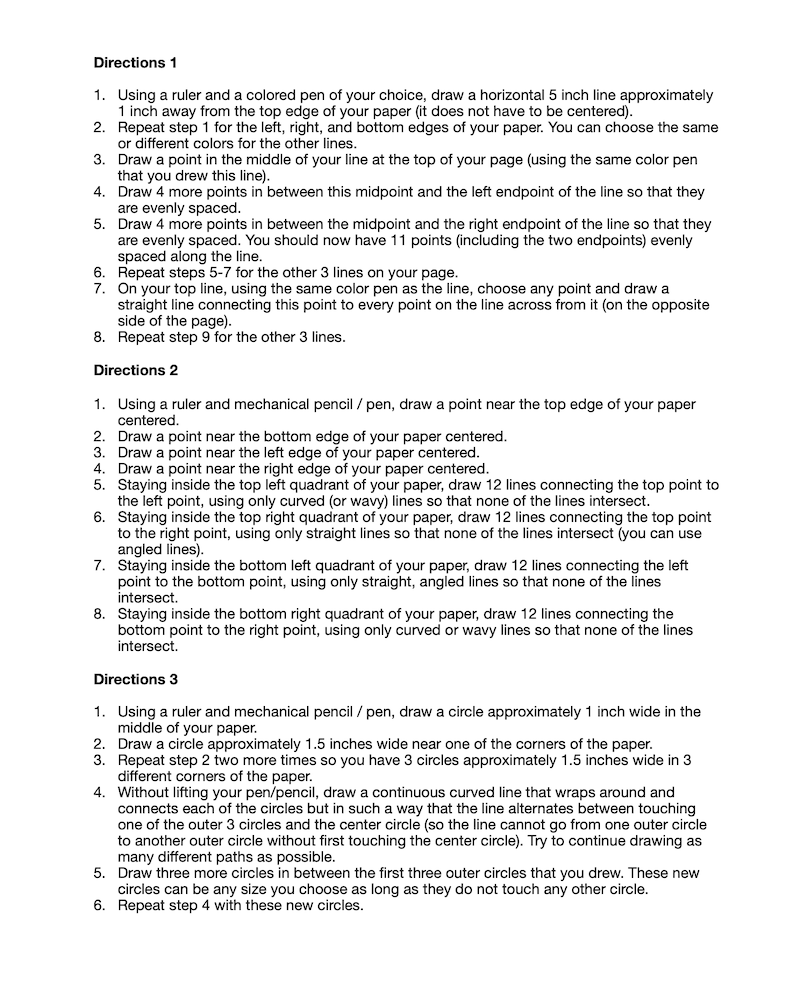 Directions 1
1. Using a ruler and a colored pen of your choice, draw a horizontal 5 inch line approximately
1 inch away from the top edge of your paper (it does not have to be centered).
2. Repeat step 1 for the left, right, and bottom edges of your paper. You can choose the same
or different colors for the other lines.
3. Draw a point in the middle of your line at the top of your page (using the same color pen
that you drew this line).
4. Draw 4 more points in between this midpoint and the left endpoint of the line so that they
are evenly spaced.
5. Draw 4 more points in between the midpoint and the right endpoint of the line so that they
are evenly spaced. You should now have 11 points (including the two endpoints) evenly
spaced along the line.
6. Repeat steps 5-7 for the other 3 lines on your page.
7. On your top line, using the same color pen as the line, choose any point and draw a
straight line connecting this point to every point on the line across from it (on the opposite
side of the page).
8. Repeat step 9 for the other 3 lines.
Directions 2
1. Using a ruler and mechanical pencil / pen, draw a point near the top edge of your paper
centered.
2. Draw a point near the bottom edge of your paper centered.
3. Draw a point near the left edge of your paper centered.
4. Draw a point near the right edge of your paper centered.
5. Staying inside the top left quadrant of your paper, draw 12 lines connecting the top point to
the left point, using only curved (or wavy) lines so that none of the lines intersect.
6. Staying inside the top right quadrant of your paper, draw 12 lines connecting the top point
to the right point, using only straight lines so that none of the lines intersect (you can use
angled lines).
7. Staying inside the bottom left quadrant of your paper, draw 12 lines connecting the left
point to the bottom point, using only straight, angled lines so that none of the lines
intersect.
8. Staying inside the bottom right quadrant of your paper, draw 12 lines connecting the
bottom point to the right point, using only curved or wavy lines so that none of the lines
intersect.
Directions 3
1. Using a ruler and mechanical pencil / pen, draw a circle approximately 1 inch wide in the
middle of your paper.
2. Draw a circle approximately 1.5 inches wide near one of the corners of the paper.
3. Repeat step 2 two more times so you have 3 circles approximately 1.5 inches wide in 3
different corners of the paper.
4. Without lifting your pen/pencil, draw a continuous curved line that wraps around and
connects each of the circles but in such a way that the line alternates between touching
one of the outer 3 circles and the center circle (so the line cannot go from one outer circle
to another outer circle without first touching the center circle). Try to continue drawing as
many different paths as possible.
5. Draw three more circles in between the first three outer circles that you drew. These new
circles can be any size you choose as long as they do not touch any other circle.
6. Repeat step 4 with these new circles.